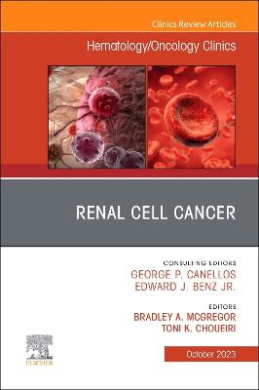 Clinics Review Articles
Hematology/Oncology Clinics
RENAL CELL CANCER
CONSULTING EDITORS
GEORGE P. CANELLOS
EDWARD J. BENZ JR.
EDITORS
BRADLEY A. MCGREGOR
TONI K. CHOUEIRI
ELSEVIER
October 2023